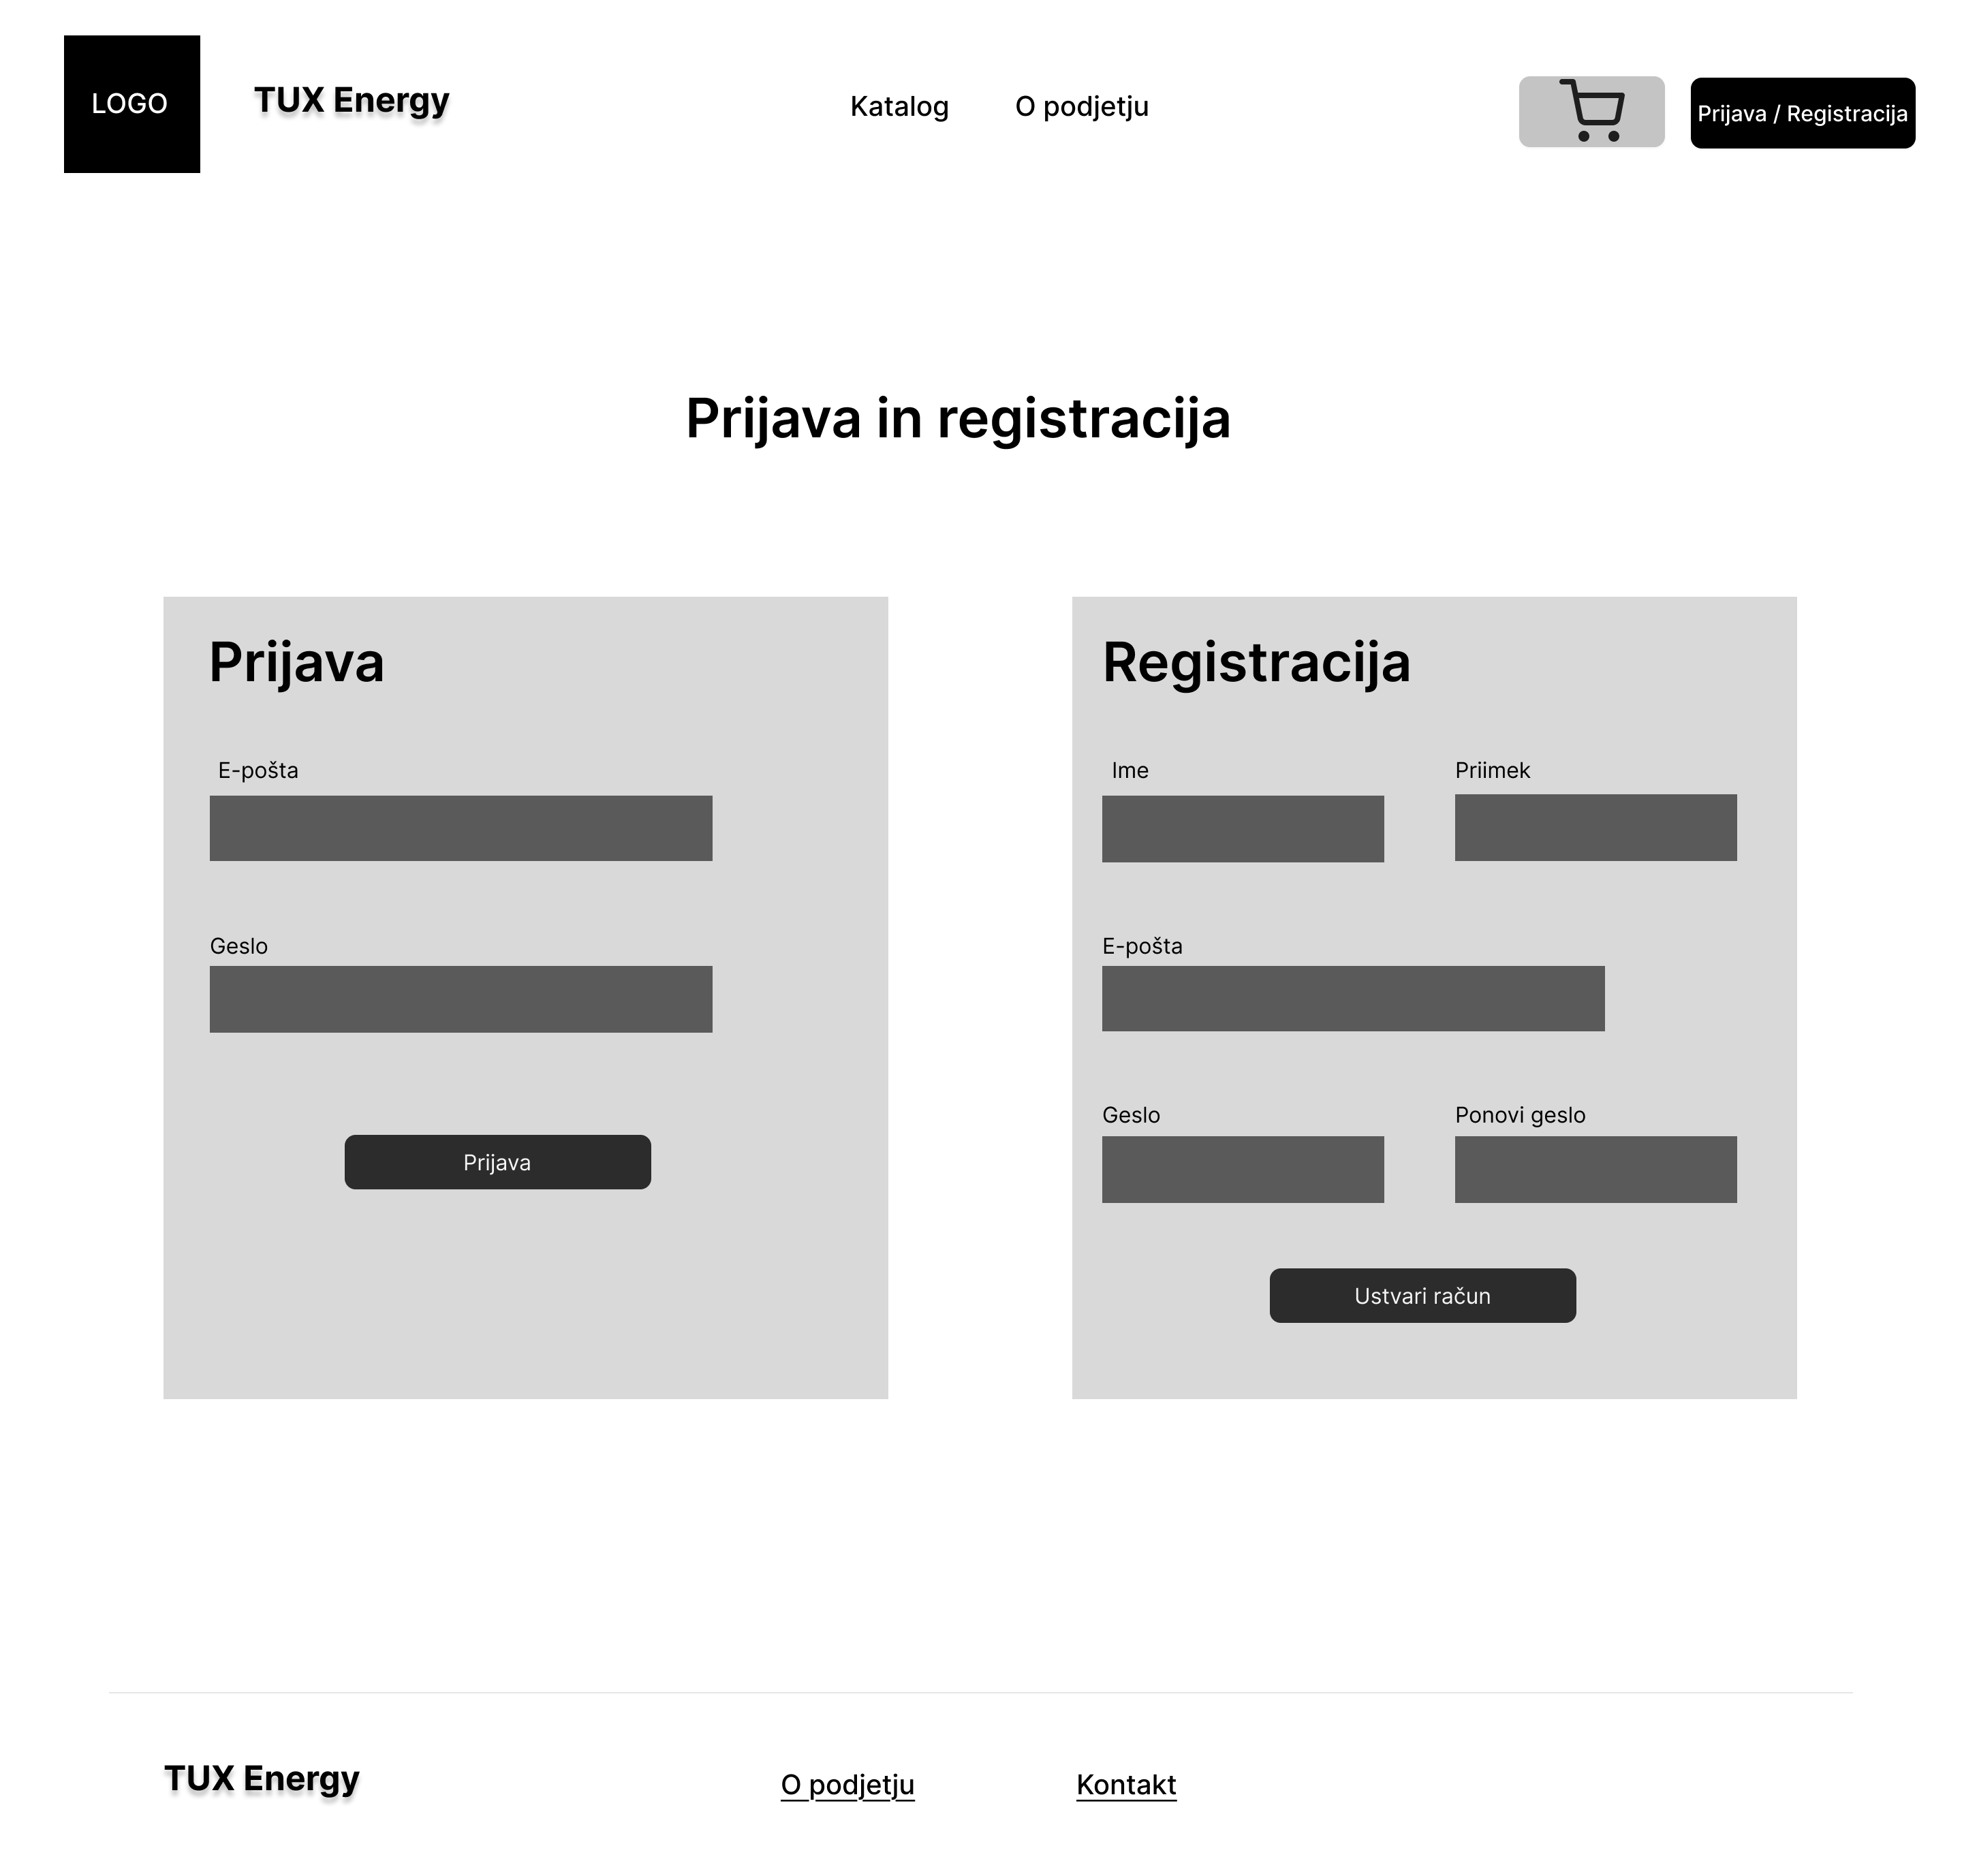 LOGO
TUX Energy
Katalog
O podjetju
Prijava / Registracija
Prijava in registracija
Prijava
E-pošta
Geslo
Prijava
Registracija
Ime
Priimek
E-pošta
Geslo
Ponovi geslo
Ustvari račun
TUX Energy
O podjetju
Kontakt